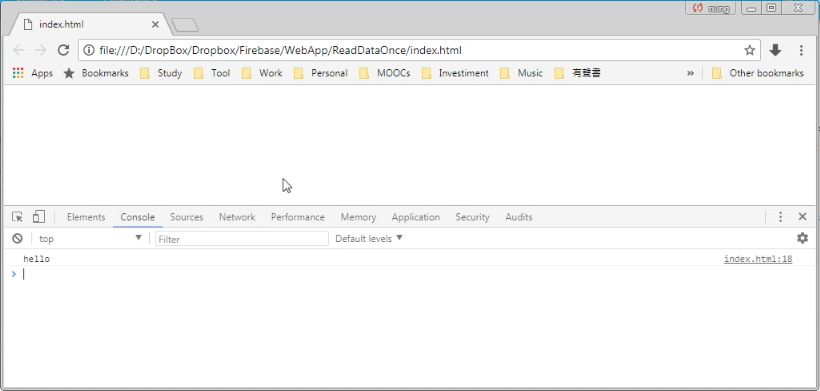 index.html
nung
file:///D:/DropBox/Dropbox/Firebase/WebApp/ReadDataOnce/index.html
Apps Bookmarks Study Tool Work Personal MOOCs Investiment Music 有聲書 » Other bookmarks
Elements Console Sources Network Performance Memory Application Security Audits
top Filter Default levels
hello index.html:18